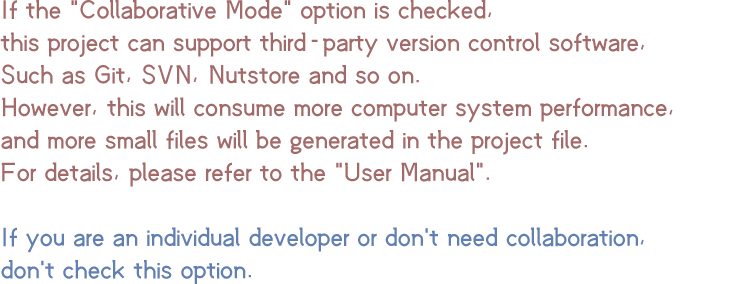 If the "Collaborative Mode" option is checked,
this project can support third-party version control software,
Such as Git, SVN, Nutstore and so on.
However, this will consume more computer system performance,
and more small files will be generated in the project file.
For details, please refer to the "User Manual".
If you are an individual developer or don't need collaboration,
don't check this option.